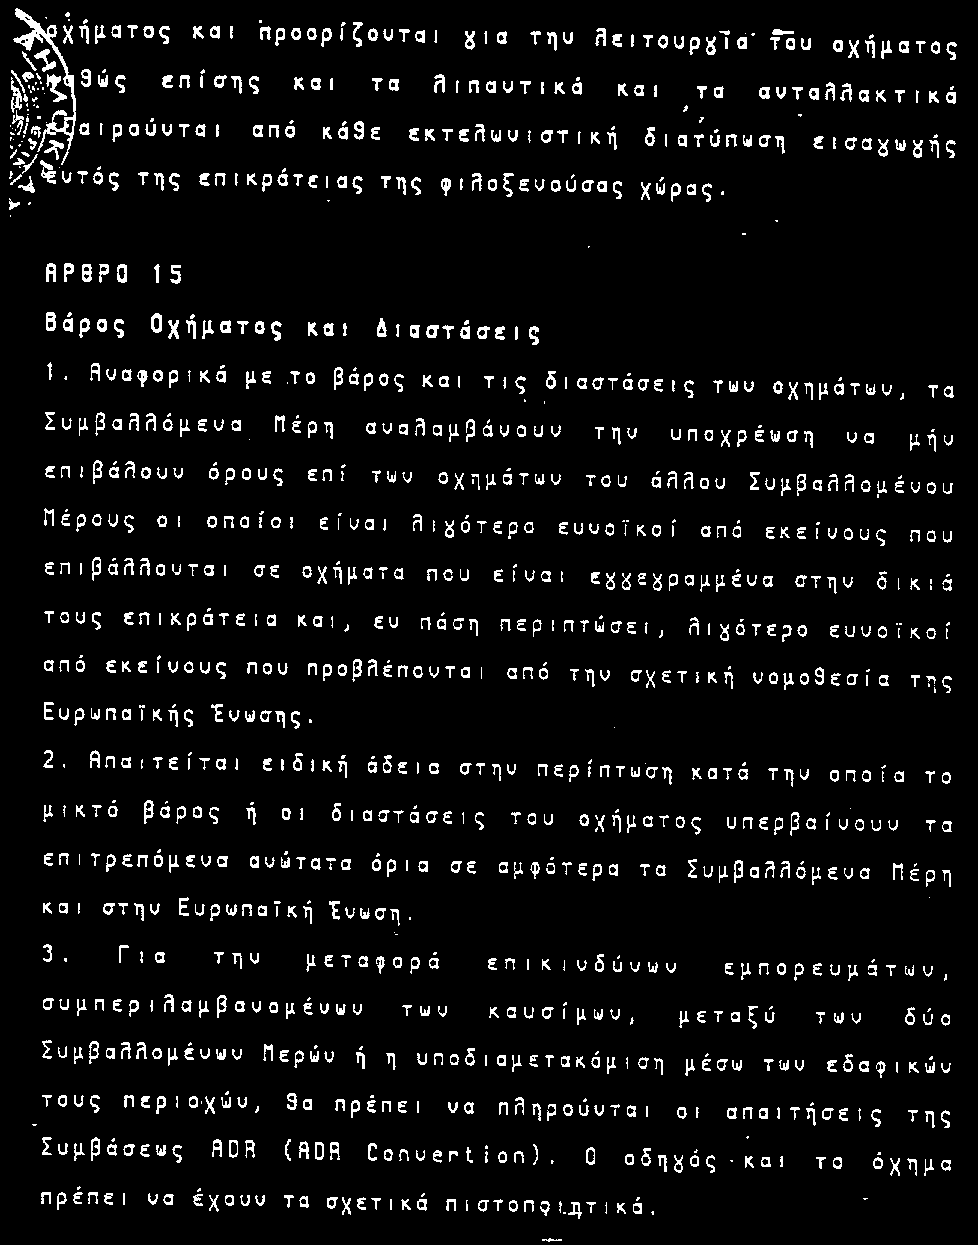 οχήματος και προορίζονται για την λειτουργία του οχήματος
καθώς επίσης και τα λιπαντικά και τα ανταλλακτικά
εξαιρούνται από κάθε εκτελωνιστική διατύπωση εισαγωγής
εντός της επικράτειας της φιλοξενούσας χώρας.
ΑΡΘΡΟ 15
Βάρος Οχήματος και Διαστάσεις
1. Αναφορικά με το βάρος και τις διαστάσεις των οχημάτων, τα
Συμβαλλόμενα Μέρη αναλαμβάνουν την υποχρέωση να μήν
επιβάλουν όρους επί των οχημάτων του άλλου Συμβαλλομένου
Μέρους οι οποίοι είναι λιγότερο ευνοϊκοί από εκείνους που
επιβάλλονται σε οχήματα που είναι εγγεγραμμένα στην δικιά
τους επικράτεια και, εν πάση περιπτώσει, λιγότερο ευνοϊκοί
από εκείνους που προβλέπονται από την σχετική νομοθεσία της
Ευρωπαϊκής Ένωσης.
2. Απαιτείται ειδική άδεια στην περίπτωση κατά την οποία το
μικτό βάρος ή οι διαστάσεις του οχήματος υπερβαίνουν τα
επιτρεπόμενα ανώτατα όρια σε αμφότερα τα Συμβαλλόμενα Μέρη
και στην Ευρωπαϊκή Ένωση.
3. Για την μεταφορά επικινδύνων εμπορευμάτων,
συμπεριλαμβανομένων των καυσίμων, μεταξύ των δύο
Συμβαλλομένων Μερών ή η υποδιαμετακόμιση μέσω των εδαφικών
τους περιοχών, θα πρέπει να πληρούνται οι απαιτήσεις της
Συμβάσεως ADR (ADR Convertion). Ο οδηγός και το όχημα
πρέπει να έχουν τα σχετικά πιστοποιητικά.